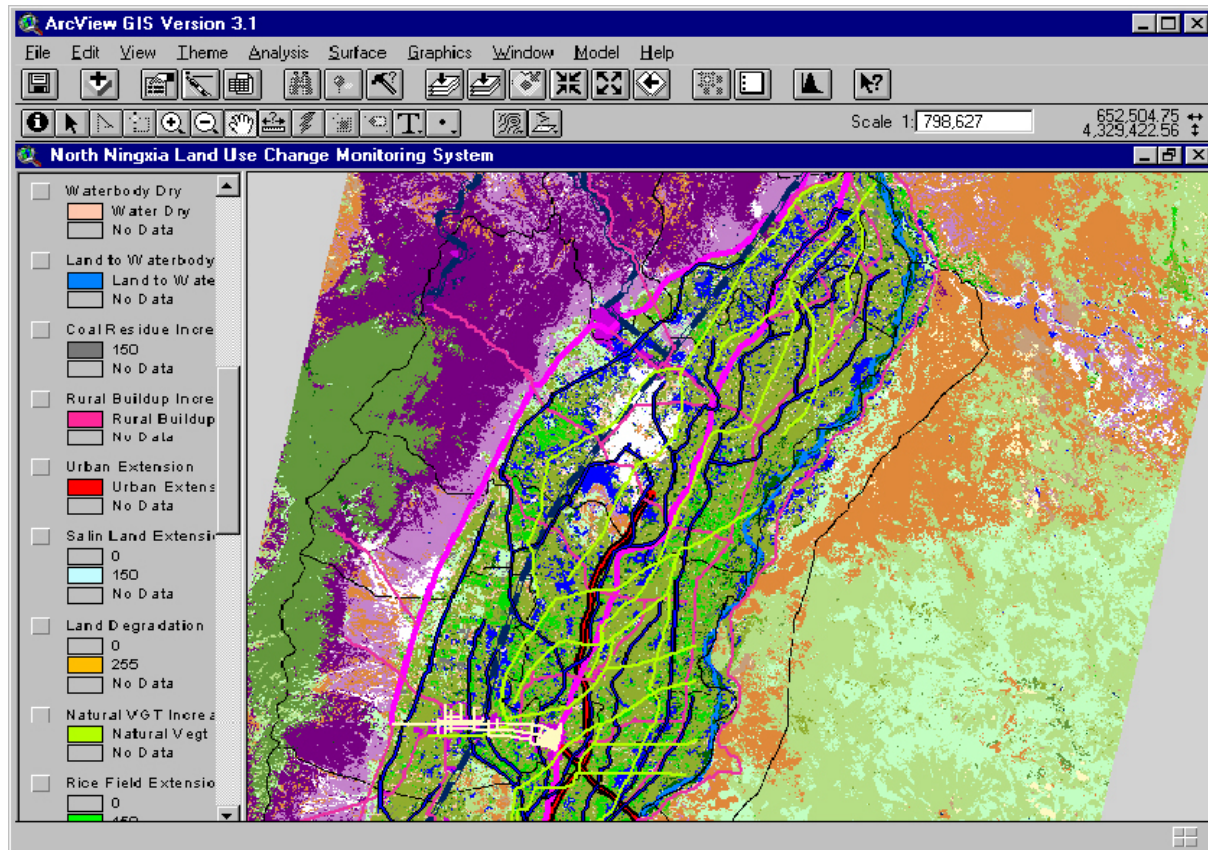 ArcView GIS Version 3.1
File Edit View Theme Analysis Surface Graphics Window Model Help
Scale 1: 798,627
652,504.75
4,329,422.56
North Ningxia Land Use Change Monitoring System
Waterbody Dry
Water Dry
No Data
Land to Waterbody
Land to Wate
No Data
Coal Residue Incre
150
No Data
Rural Buildup Incre
Rural Buildup
No Data
Urban Extension
Urban Extens
No Data
Salin Land Extensi
0
150
No Data
Land Degradation
0
255
No Data
Natural VGT Increa
Natural Vegt
No Data
Rice Field Extensio
0